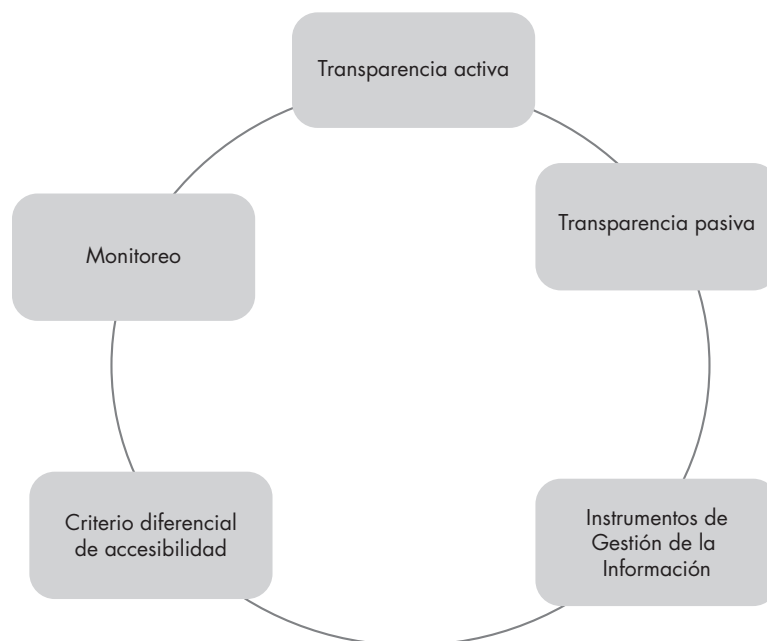 Transparencia activa
Transparencia pasiva
Monitoreo
Criterio diferencial
de accesibilidad
Instrumentos de
Gestión de la
Información